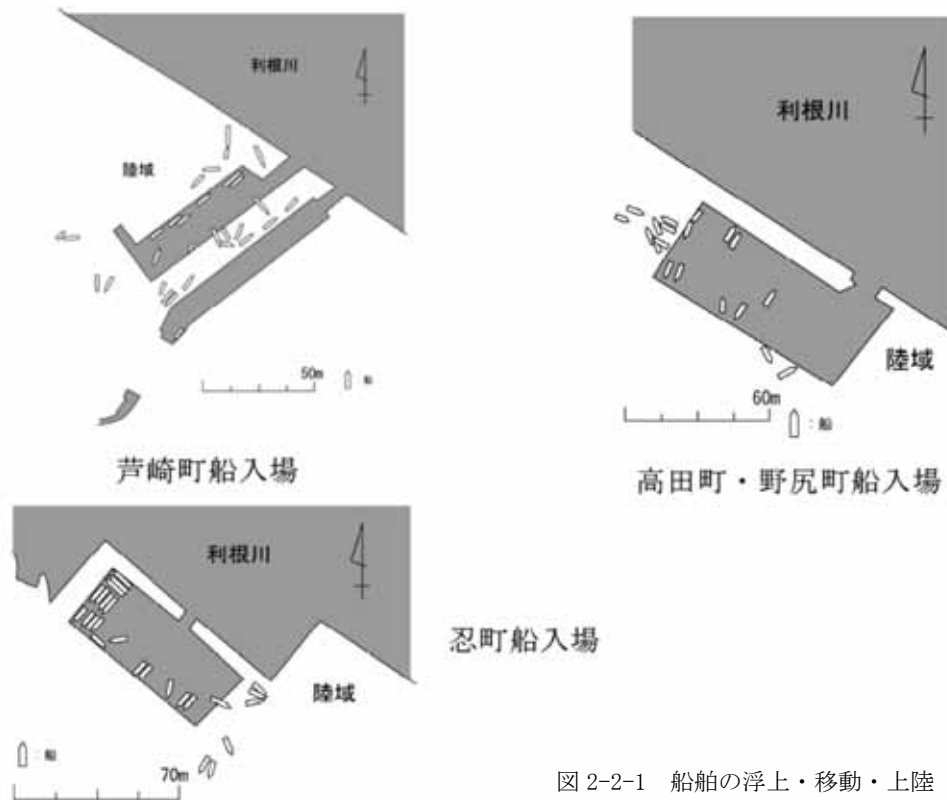 利根川
陸域
50m
船
芦崎町船入場
利根川
陸域
60m
:船
高田町・野尻町船入場
利根川
陸域
:船
70m
忍町船入場
図 2-2-1 船舶の浮上・移動・上陸